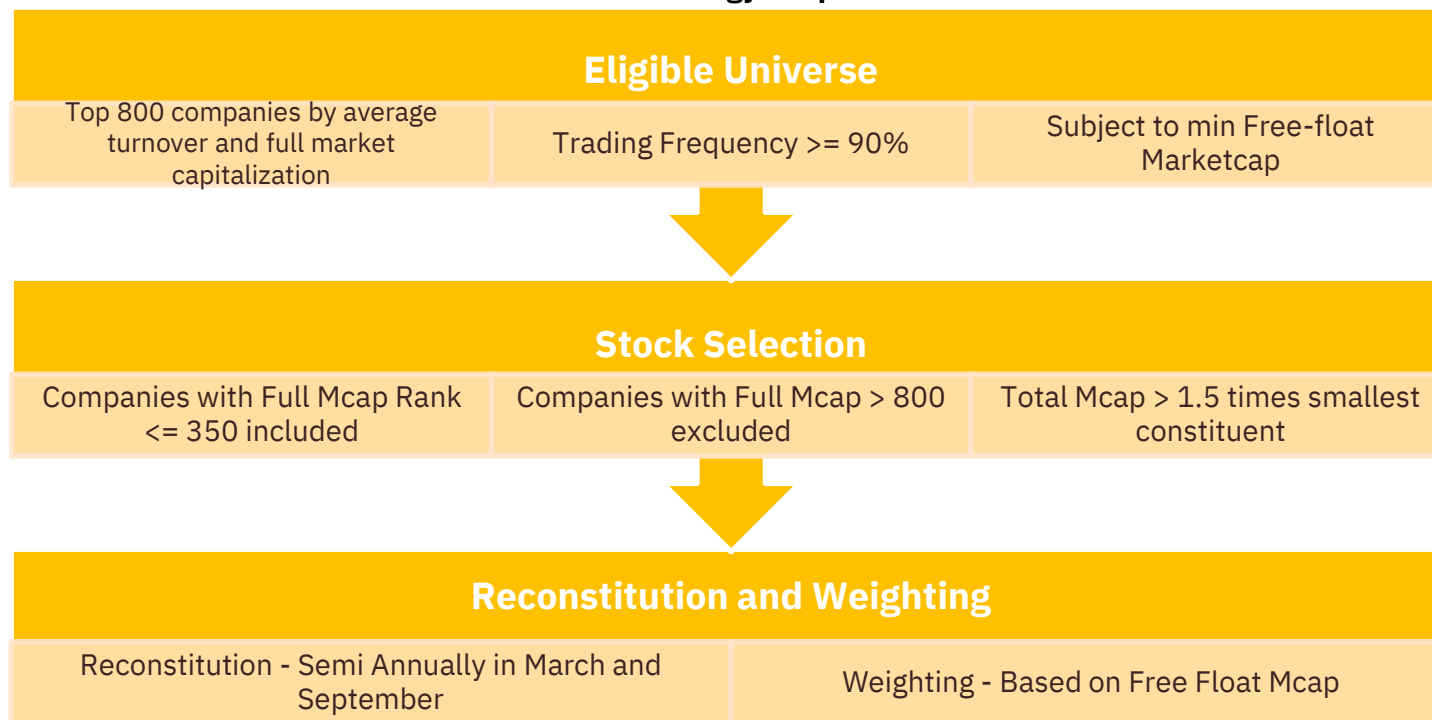 Eligible Universe
Top 800 companies by average
turnover and full market
capitalization
Trading Frequency >= 90%
Subject to min Free-float
Marketcap
Stock Selection
Companies with Full Mcap Rank
<= 350 included
Companies with Full Mcap > 800
excluded
Total Mcap > 1.5 times smallest
constituent
Reconstitution and Weighting
Reconstitution - Semi Annually in March and
September
Weighting - Based on Free Float Mcap